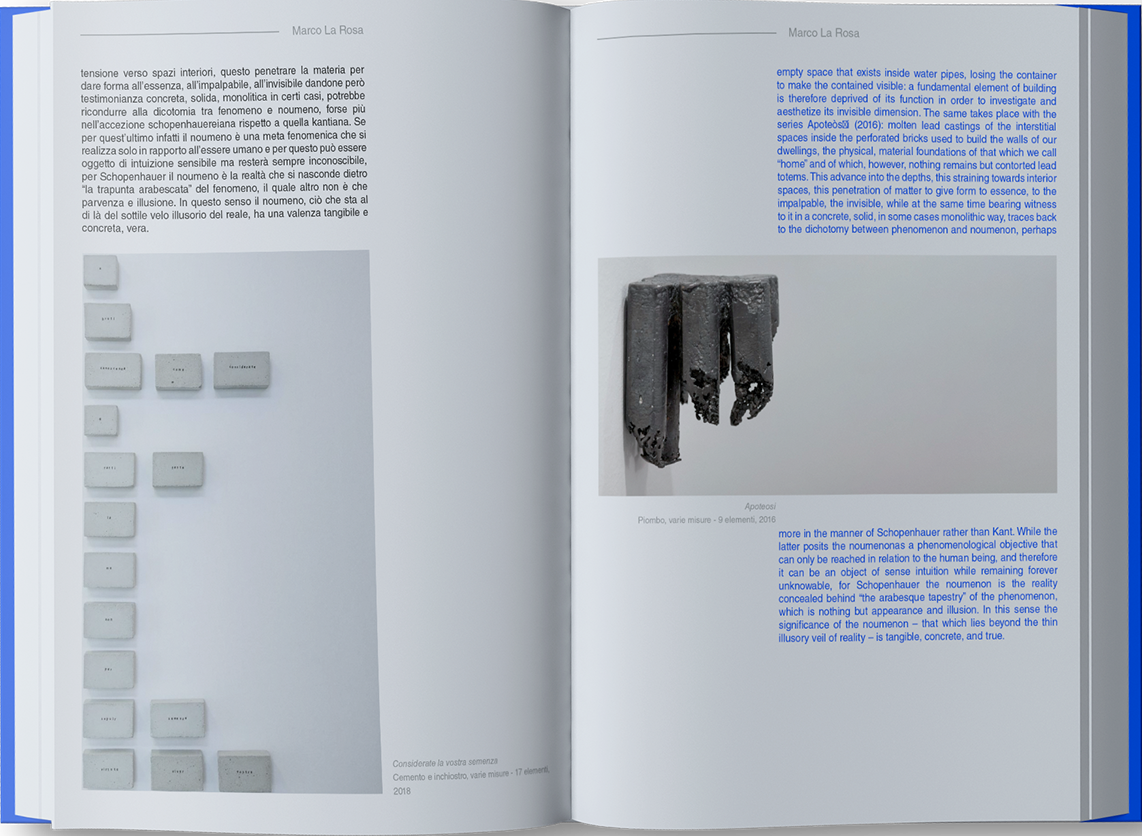 Marco La Rosa
tensione verso spazi interiori, questo penetrare la materia per
dare forma all'essenza, all'impalpabile, all'invisibile dandone però
testimonianza concreta, solida, monolitica in certi casi, potrebbe
ricondurre alla dicotomia tra fenomeno e noumeno, forse più
nell'accezione schopenhauereiana rispetto a quella kantiana. Se
per quest'ultimo infatti il noumeno è una meta fenomenica che si
realizza solo in rapporto all'essere umano e per questo può essere
oggetto di intuizione sensibile ma resterà sempre inconoscibile,
per Schopenhauer il noumeno è la realtà che si nasconde dietro
“la trapunta arabescata” del fenomeno, il quale altro non è che
parvenza e illusione. In questo senso il noumeno, ciò che sta al
di là del sottile velo illusorio del reale, ha una valenza tangibile e
concreta, vera.
Considerate la vostra semenza
Cemento e inchiostro, varie misure - 17 elementi,
2018
Marco La Rosa
empty space that exists inside water pipes, losing the container
to make the contained visible: a fundamental element of building
is therefore deprived of its function in order to investigate and
aesthetize its invisible dimension. The same takes place with the
series Apoteòs� (2016): molten lead castings of the interstitial
spaces inside the perforated bricks used to build the walls of our
dwellings, the physical, material foundations of that which we call
“home” and of which, however, nothing remains but contorted lead
totems. This advance into the depths, this straining towards interior
spaces, this penetration of matter to give form to essence, to the
impalpable, the invisible, while at the same time bearing witness
to it in a concrete, solid, in some cases monolithic way, traces back
to the dichotomy between phenomenon and noumenon, perhaps
Apoteosi
Piombo, varie misure - 9 elementi, 2016
more in the manner of Schopenhauer rather than Kant. While the
latter posits the noumenonas a phenomenological objective that
can only be reached in relation to the human being, and therefore
it can be an object of sense intuition while remaining forever
unknowable, for Schopenhauer the noumenon is the reality
concealed behind “the arabesque tapestry” of the phenomenon,
which is nothing but appearance and illusion. In this sense the
significance of the noumenon – that which lies beyond the thin
illusory veil of reality – is tangible, concrete, and true.